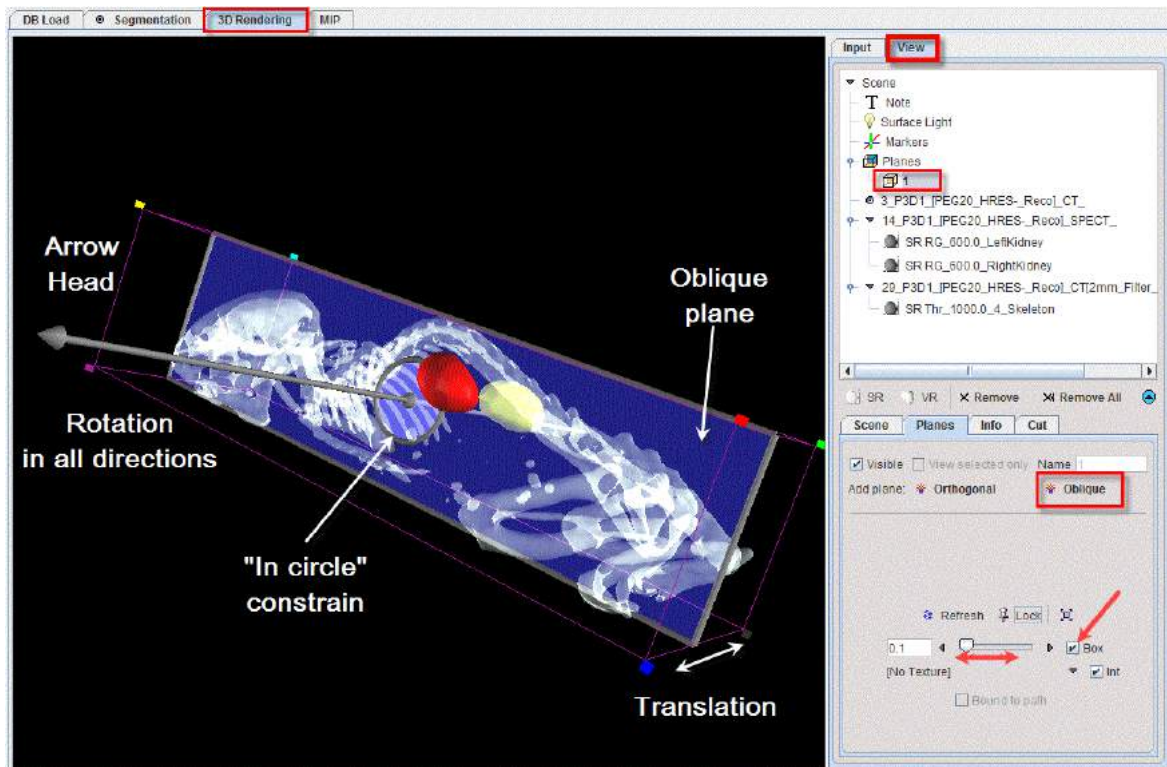 DB Load
Segmentation
3D Rendering
MIP
Input
View
Scene
Note
Surface Light
Markers
Planes
1
3_P3D1_[PEG20_HRES-_Reco]_CT_
14_P3D1_[PEG20_HRES-_Reco]_SPECT_
SR RG_600.0_LeftKidney
SR RG_600.0_RightKidney
29_P3D1_[PEG20_HRES-_Reco]_CT[2mm_Filter_
SR Thr_1000.0_4_Skeleton
SR VR Remove Remove All
Scene
Planes
Info
Cut
Visible View selected only Name 1
Add plane: Orthogonal Oblique
Refresh Lock
0.1 Box
[No Texture] Int
Bound to path
Arrow
Head
Oblique
plane
Rotation
in all directions
"In circle"
constrain
Translation